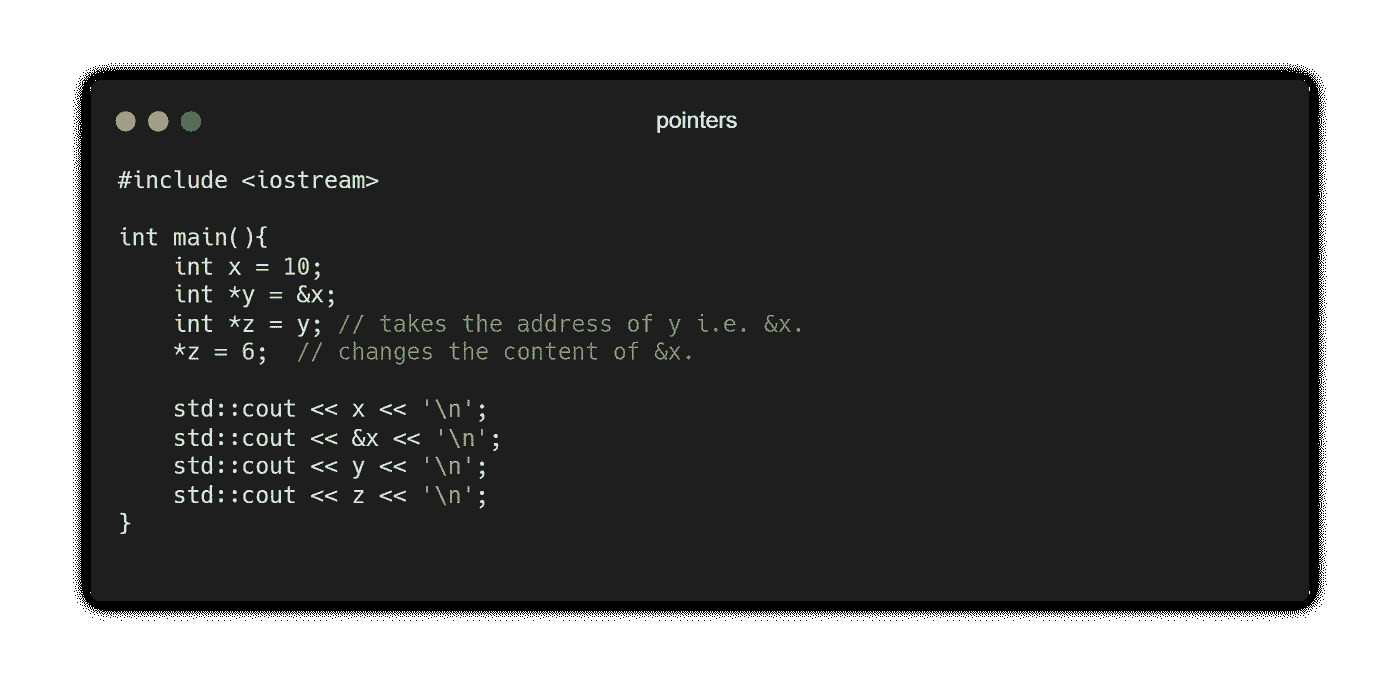 pointers
#include <iostream>
int main(){
    int x = 10;
    int *y = &x;
    int *z = y; // takes the address of y i.e. &x.
    *z = 6;  // changes the content of &x.
    std::cout << x << '\n';
    std::cout << &x << '\n';
    std::cout << y << '\n';
    std::cout << z << '\n';
}